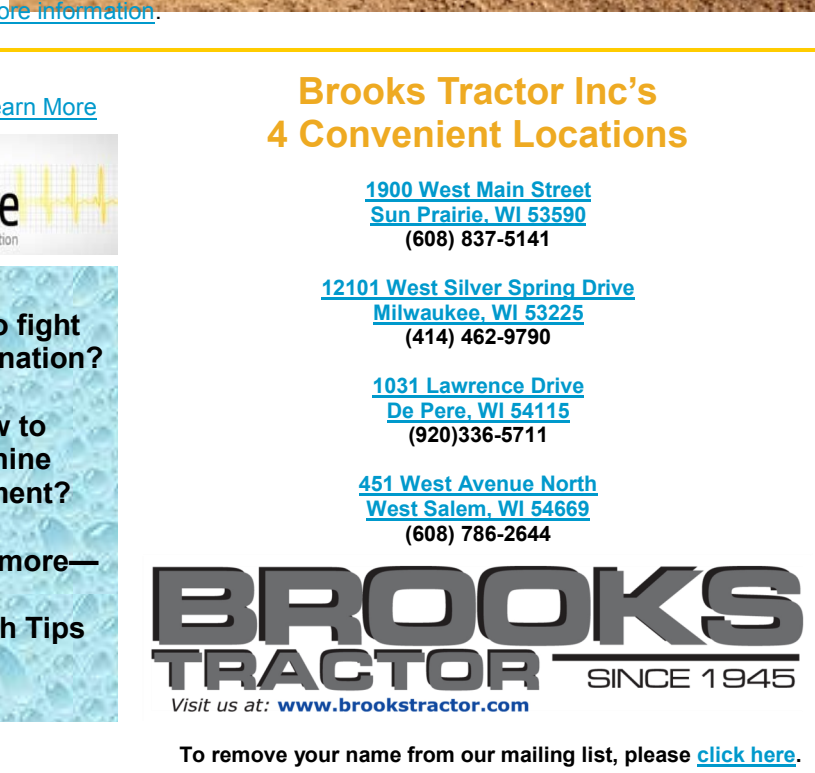 ore information.
earn More
e
tion
o fight
nation?
w to
nine
nent?
more—
h Tips
Brooks Tractor Inc's
4 Convenient Locations
1900 West Main Street
Sun Prairie, WI 53590
(608) 837-5141
12101 West Silver Spring Drive
Milwaukee, WI 53225
(414) 462-9790
1031 Lawrence Drive
De Pere, WI 54115
(920)336-5711
451 West Avenue North
West Salem, WI 54669
(608) 786-2644
BROOKS
TRACTOR SINCE 1945
Visit us at: www.brookstractor.com
To remove your name from our mailing list, please click here.